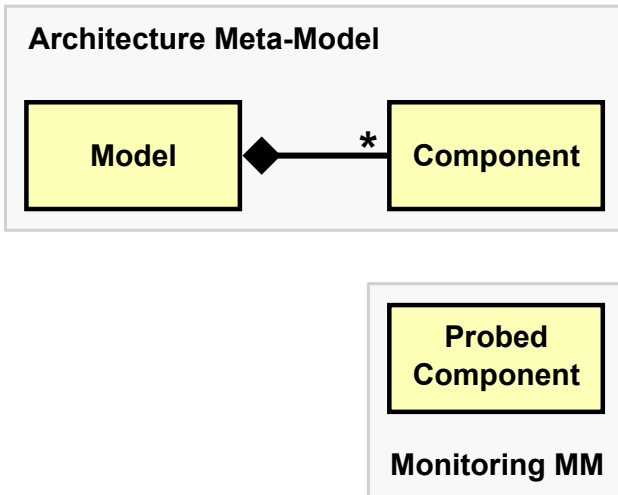 Architecture Meta-Model
Model
*
Component
Probed
Component
Monitoring MM